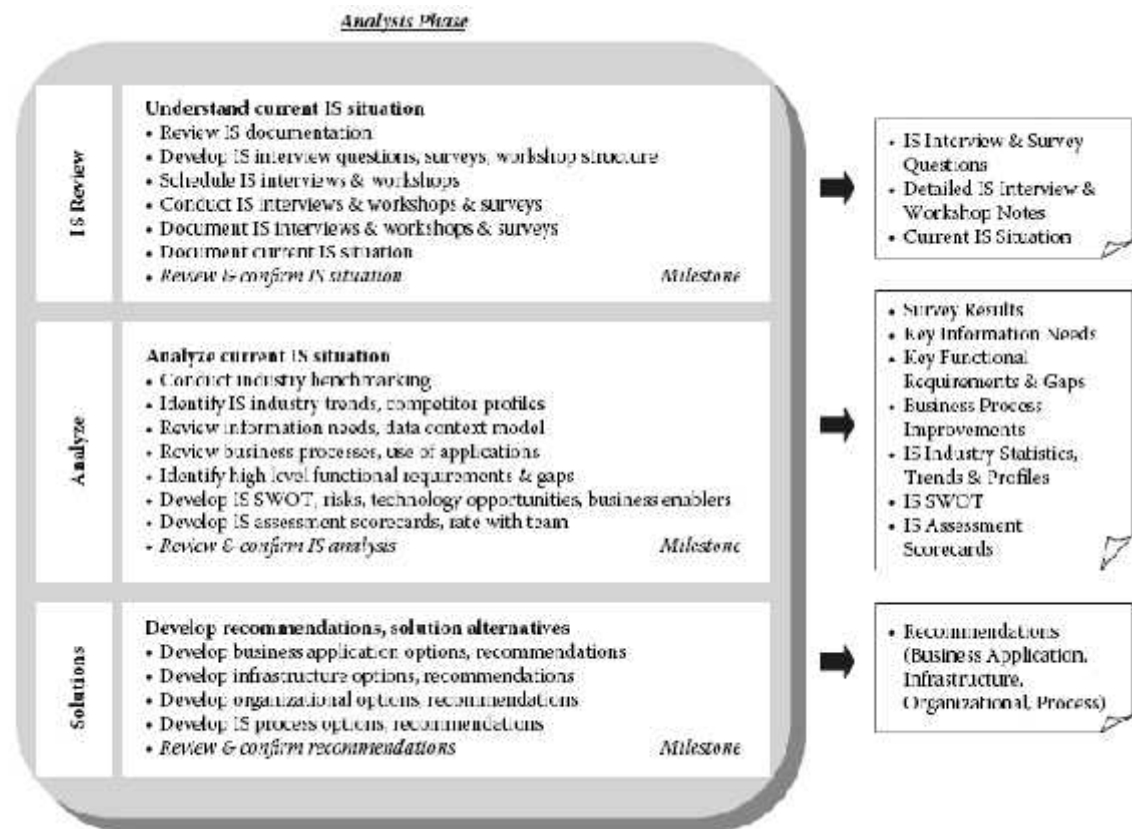 Analysis Phase
IS Review
Understand current IS situation
• Review IS documentation
• Develop IS interview questions, surveys, workshop structure
• Schedule IS interviews & workshops
• Conduct IS interviews & workshops & surveys
• Document IS interviews & workshops & surveys
• Document current IS situation
• Review & confirm IS situation Milestone
• IS Interview & Survey
Questions
• Detailed IS Interview &
Workshop Notes
• Current IS Situation
Analyze
Analyze current IS situation
• Conduct industry benchmarking
• Identify IS industry trends, competitor profiles
• Review information needs, data context model
• Review business processes, use of applications
• Identify high level functional requirements & gaps
• Develop IS SWOT, risks, technology opportunities, business enablers
• Develop IS assessment scorecards, rate with team
• Review & confirm IS analysis Milestone
• Survey Results
• Key Information Needs
• Key Functional
Requirements & Gaps
• Business Process
Improvements
• IS Industry Statistics,
Trends & Profiles
• IS SWOT
• IS Assessment
Scorecards
Solutions
Develop recommendations, solution alternatives
• Develop business application options, recommendations
• Develop infrastructure options, recommendations
• Develop organizational options, recommendations
• Develop IS process options, recommendations
• Review & confirm recommendations Milestone
• Recommendations
(Business Application,
Infrastructure,
Organizational, Process)